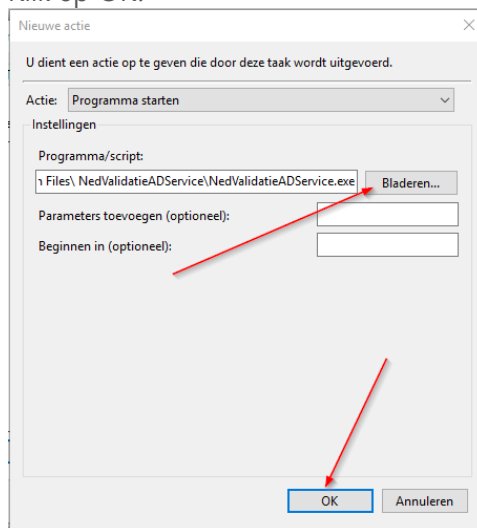 Nieuwe actie
U dient een actie op te geven die door deze taak wordt uitgevoerd.
Actie: Programma starten
Instellingen
Programma/script:
Files\ NedValidatieADService\NedValidatieADService.exe Bladeren...
Parameters toevoegen (optioneel):
Beginnen in (optioneel):
OK Annuleren